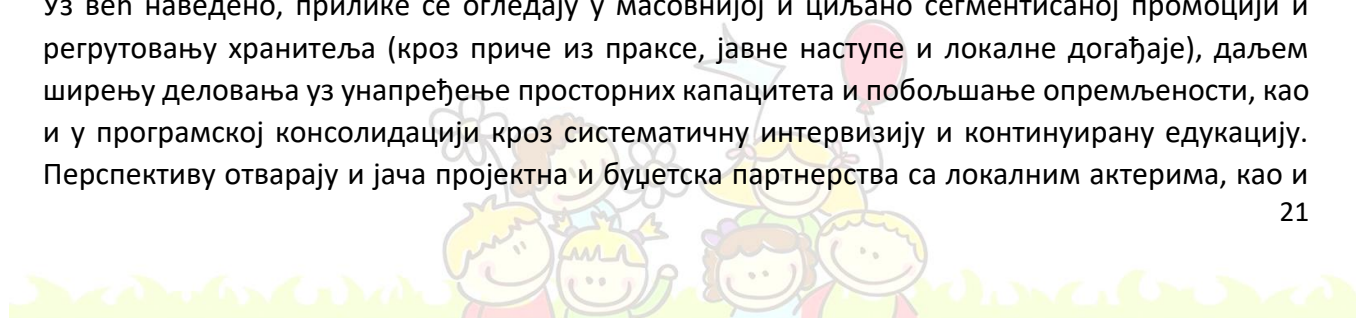 Уз већ наведено, прилике се огледају у масовнијој и циљано сегментисаној промоцији и
регрутовању хранитеља (кроз приче из праксе, јавне наступе и локалне догађаје), даљем
ширењу деловања уз унапређење просторних капацитета и побољшање опремљености, као
и у програмској консолидацији кроз систематичну интервизију и континуирану едукацију.
Перспективу отварају и јача пројектна и буџетска партнерства са локалним актерима, као и
21